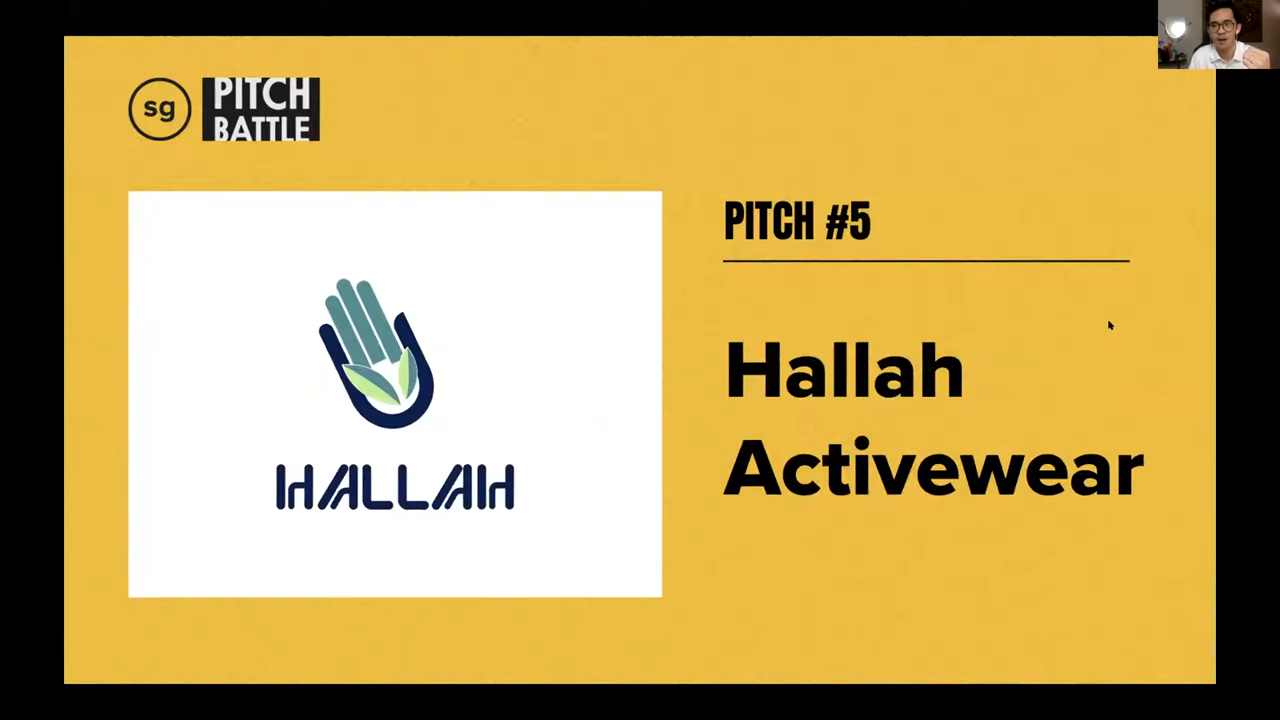 sg
PITCH
BATTLE
PITCH #5
HALLAH
Hallah
Activewear